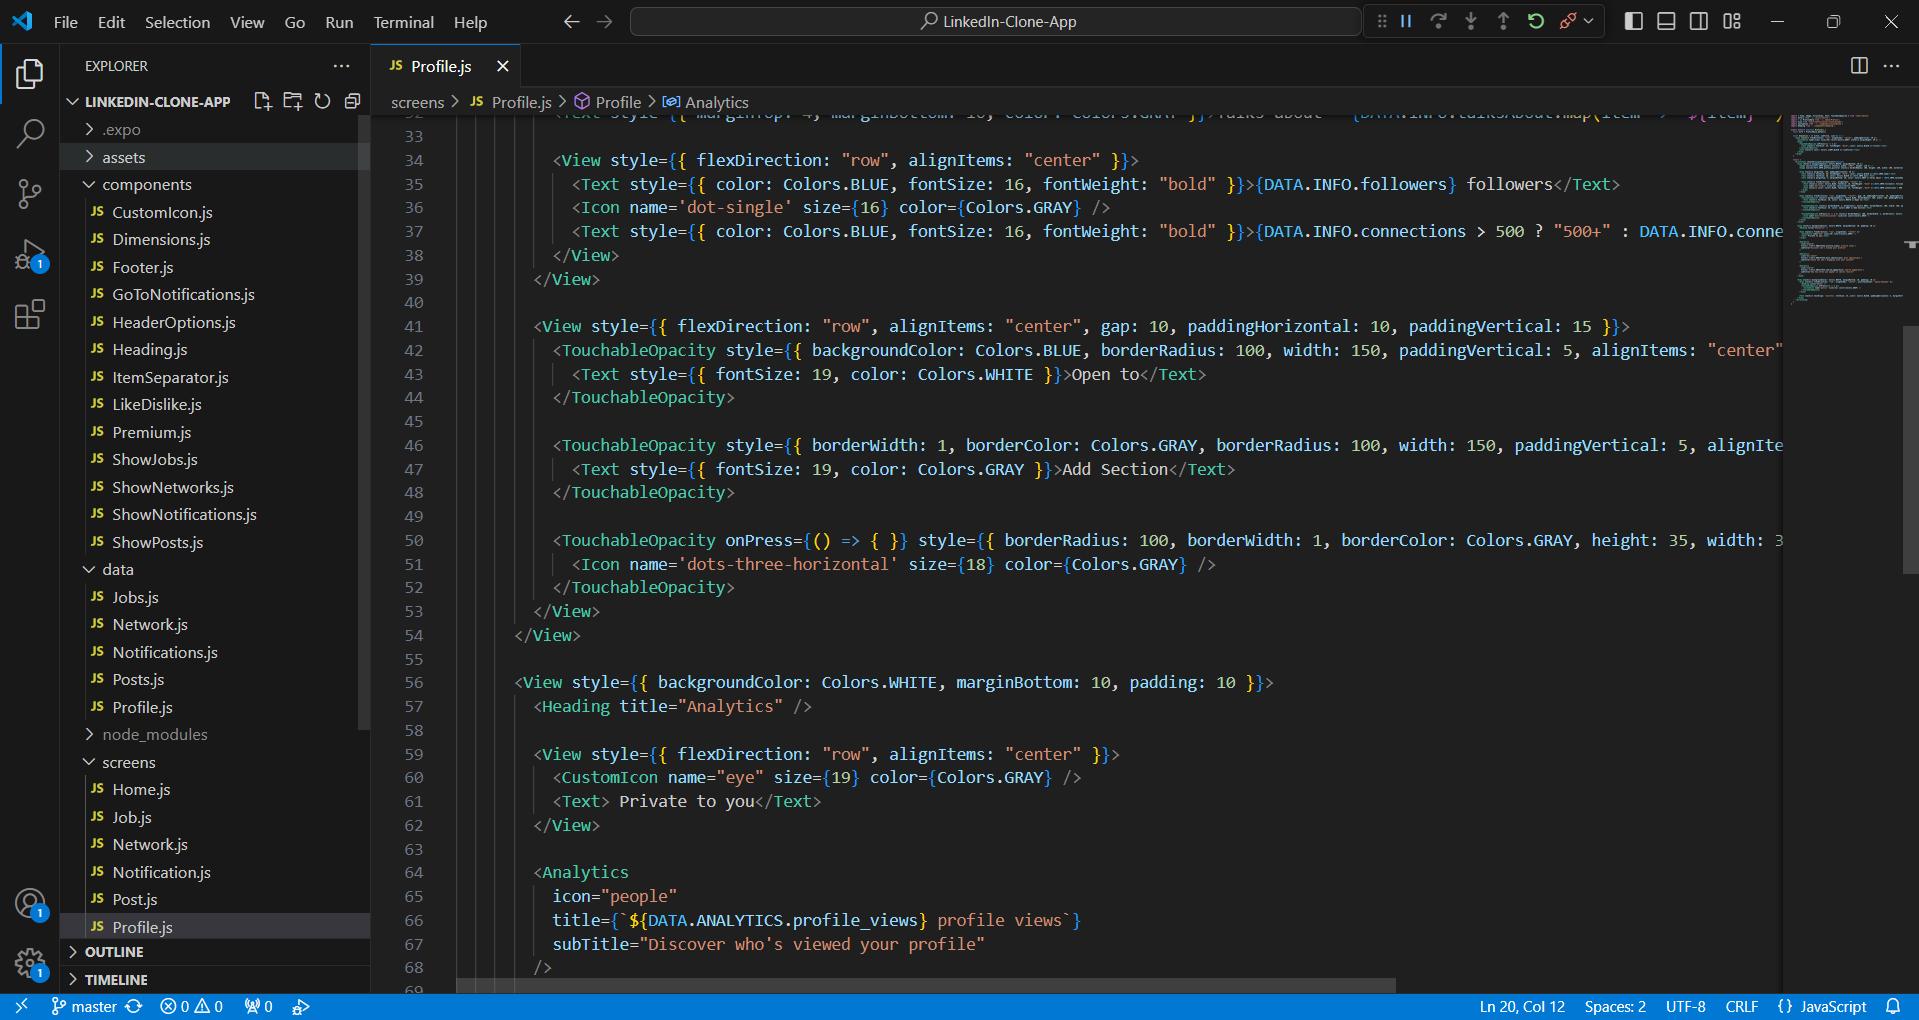 File Edit Selection View Go Run Terminal Help
LinkedIn-Clone-App
EXPLORER
LINKEDIN-CLONE-APP
.expo
assets
components
JS CustomIcon.js
JS Dimensions.js
JS Footer.js
JS GoToNotifications.js
JS HeaderOptions.js
JS Heading.js
JS ItemSeparator.js
JS LikeDislike.js
JS Premium.js
JS ShowJobs.js
JS ShowNetworks.js
JS ShowNotifications.js
JS ShowPosts.js
data
JS Jobs.js
JS Network.js
JS Notifications.js
JS Posts.js
JS Profile.js
node_modules
screens
JS Home.js
JS Job.js
JS Network.js
JS Notification.js
JS Post.js
JS Profile.js
OUTLINE
TIMELINE
1
1
1
JS Profile.js
screens > JS Profile.js > Profile > Analytics
33
34 <View style={{ flexDirection: "row", alignItems: "center" }}>
35 <Text style={{ color: Colors.BLUE, fontSize: 16, fontWeight: "bold" }}>{DATA.INFO.followers} followers</Text>
36 <Icon name='dot-single' size={16} color={Colors.GRAY} />
37 <Text style={{ color: Colors.BLUE, fontSize: 16, fontWeight: "bold" }}>{DATA.INFO.connections > 500 ? "500+" : DATA.INFO.conne
38 </View>
39 </View>
40
41 <View style={{ flexDirection: "row", alignItems: "center", gap: 10, paddingHorizontal: 10, paddingVertical: 15 }}>
42 <TouchableOpacity style={{ backgroundColor: Colors.BLUE, borderRadius: 100, width: 150, paddingVertical: 5, alignItems: "center"
43 <Text style={{ fontSize: 19, color: Colors.WHITE }}>Open to</Text>
44 </TouchableOpacity>
45
46 <TouchableOpacity style={{ borderWidth: 1, borderColor: Colors.GRAY, borderRadius: 100, width: 150, paddingVertical: 5, alignIte
47 <Text style={{ fontSize: 19, color: Colors.GRAY }}>Add Section</Text>
48 </TouchableOpacity>
49
50 <TouchableOpacity onPress={() => { }} style={{ borderRadius: 100, borderWidth: 1, borderColor: Colors.GRAY, height: 35, width: 3
51 <Icon name='dots-three-horizontal' size={18} color={Colors.GRAY} />
52 </TouchableOpacity>
53 </View>
54 </View>
55
56 <View style={{ backgroundColor: Colors.WHITE, marginBottom: 10, padding: 10 }}>
57 <Heading title="Analytics" />
58
59 <View style={{ flexDirection: "row", alignItems: "center" }}>
60 <CustomIcon name="eye" size={19} color={Colors.GRAY} />
61 <Text> Private to you</Text>
62 </View>
63
64 <Analytics
65 icon="people"
66 title={`${DATA.ANALYTICS.profile_views} profile views`}
67 subTitle="Discover who's viewed your profile"
68 />
69
master 0 0 0 Ln 20, Col 12 Spaces: 2 UTF-8 CRLF {} JavaScript